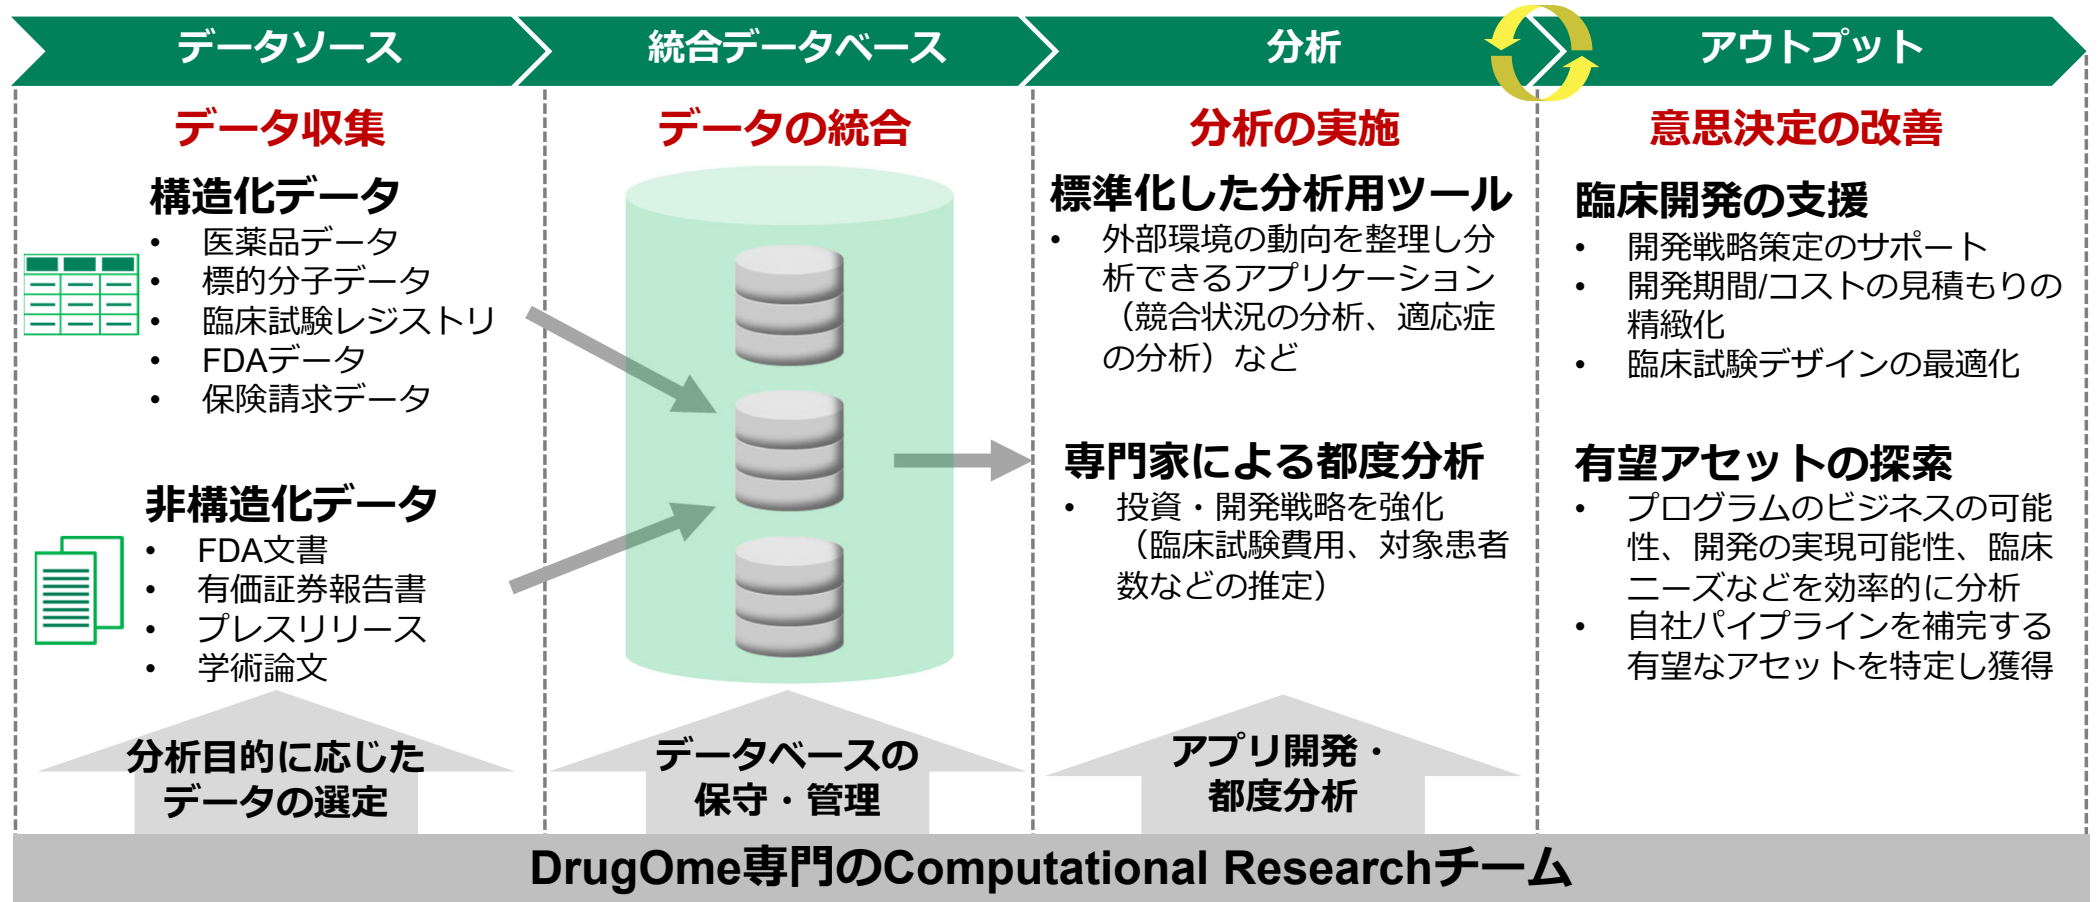 データソース
統合データベース
分析
アウトプット
データ収集
構造化データ
• 医薬品データ
• 標的分子データ
• 臨床試験レジストリ
• FDAデータ
• 保険請求データ
非構造化データ
• FDA文書
• 有価証券報告書
• プレスリリース
• 学術論文
分析目的に応じた
データの選定
データの統合
データベースの
保守・管理
分析の実施
標準化した分析用ツール
• 外部環境の動向を整理し分
析できるアプリケーション
（競合状況の分析、適応症
の分析）など
専門家による都度分析
• 投資・開発戦略を強化
（臨床試験費用、対象患者
数などの推定）
アプリ開発・
都度分析
意思決定の改善
臨床開発の支援
• 開発戦略策定のサポート
• 開発期間/コストの見積もりの
精緻化
• 臨床試験デザインの最適化
有望アセットの探索
• プログラムのビジネスの可能
性、開発の実現可能性、臨床
ニーズなどを効率的に分析
• 自社パイプラインを補完する
有望なアセットを特定し獲得
DrugOme専門のComputational Researchチーム